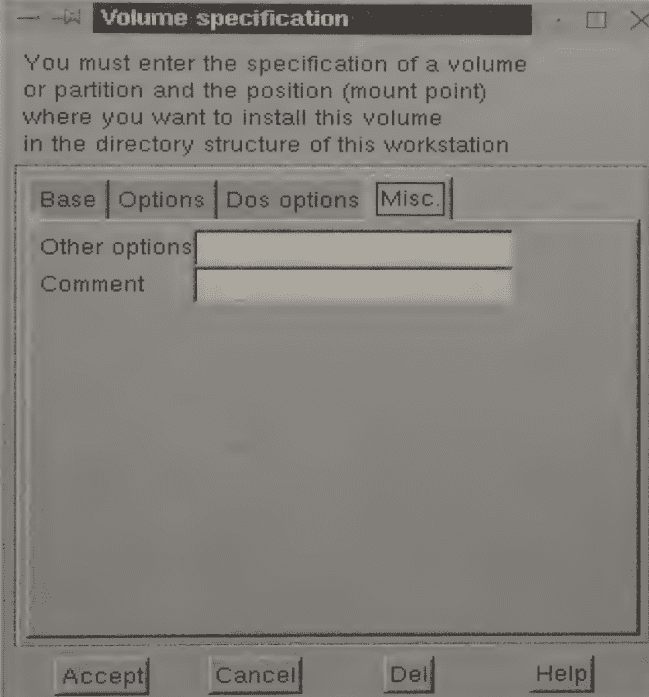 Volume specification
You must enter the specification of a volume
or partition and the position (mount point)
where you want to install this volume
in the directory structure of this workstation
Base Options Dos options Misc.
Other options
Comment
Accept Cancel Del Help